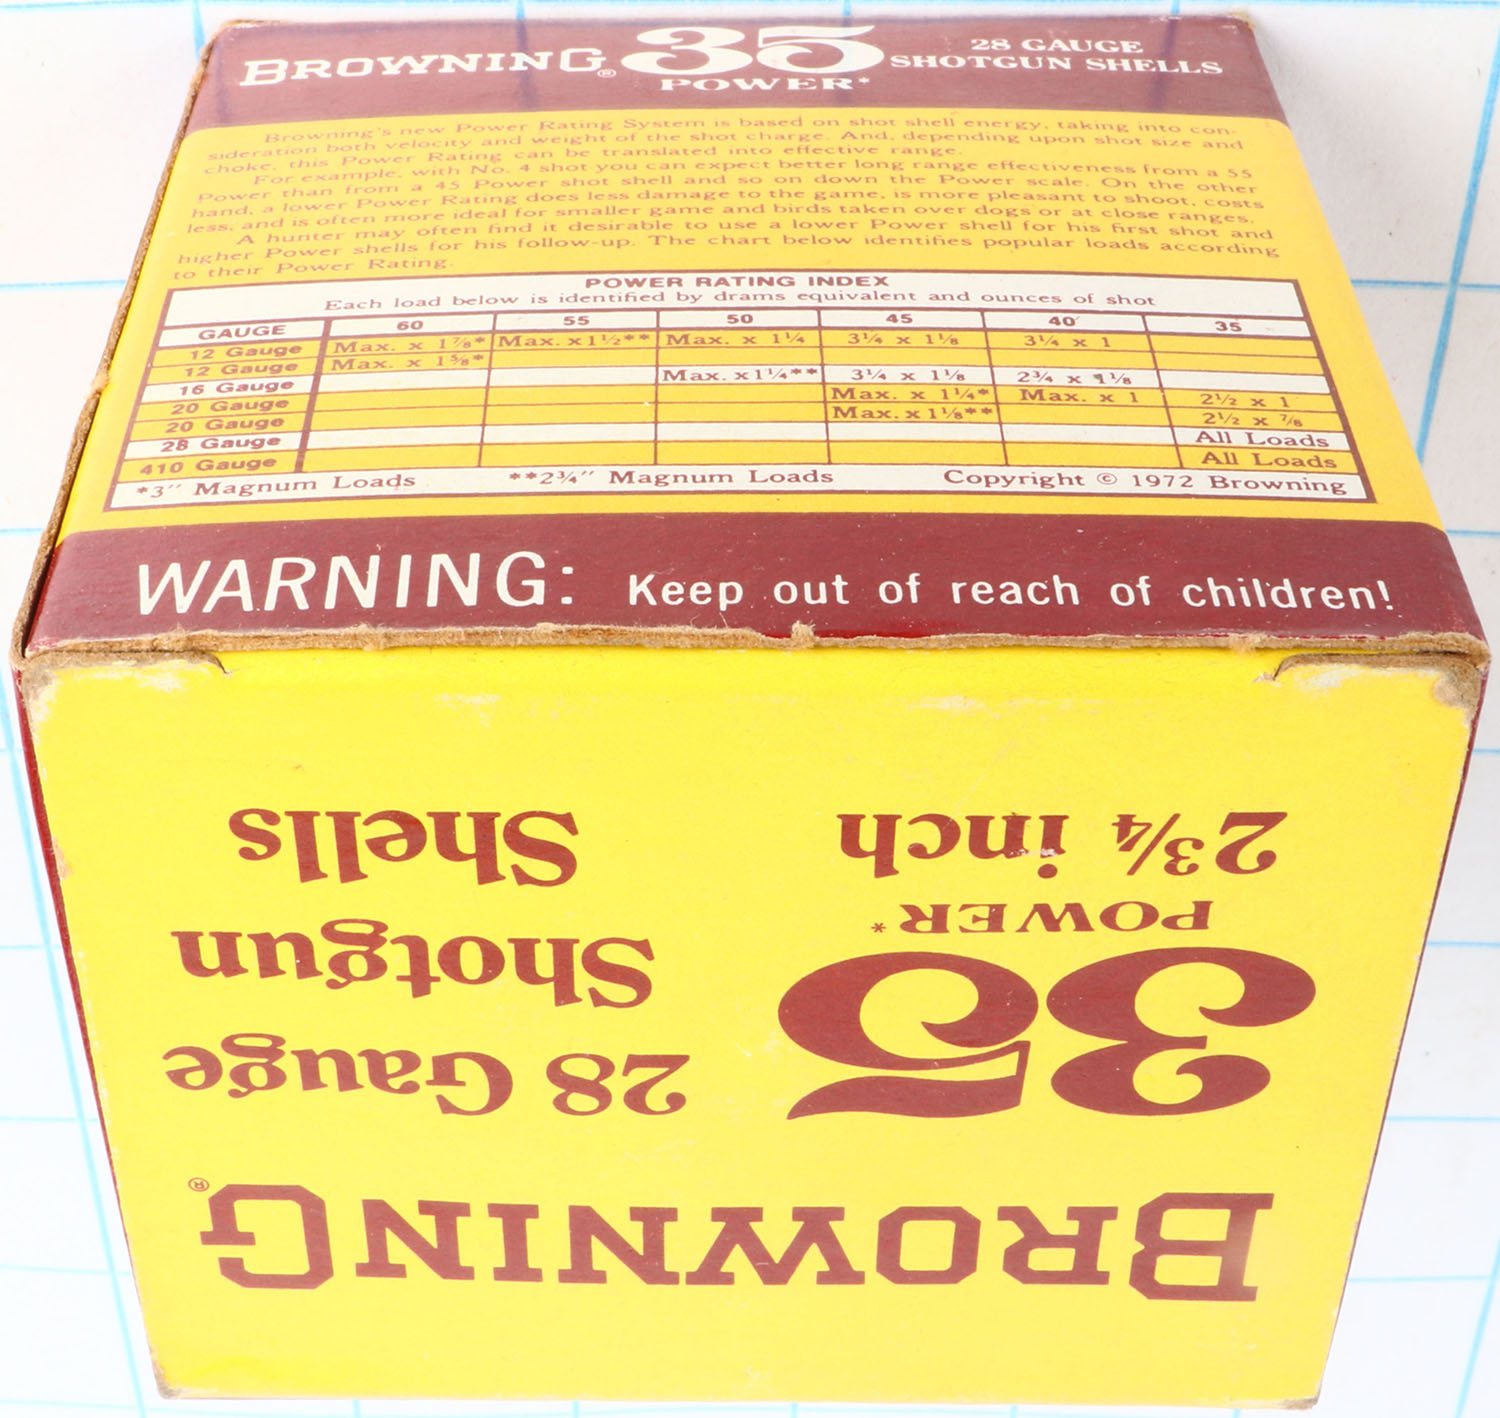 BROWNING® 35 POWER* 28 GAUGE SHOTGUN SHELLS
Browning's new Power Rating System is based on shot shell energy, taking into con-
sideration both velocity and weight of the shot charge. And, depending upon shot size and
choke, this Power Rating can be translated into effective range.
For example, with No. 4 shot you can expect better long range effectiveness from a 55
Power than from a 45 Power shot shell and so on down the Power scale. On the other
hand, a lower Power Rating does less damage to the game, is more pleasant to shoot, costs
less, and is often more ideal for smaller game and birds taken over dogs or at close ranges.
A hunter may often find it desirable to use a lower Power shell for his first shot and
higher Power shells for his follow-up. The chart below identifies popular loads according
to their Power Rating.
POWER RATING INDEX
Each load below is identified by drams equivalent and ounces of shot
GAUGE 60 55 50 45 40 35
12 Gauge Max. x 1⅞* Max. x 1½** Max. x 1¼ 3¼ x 1⅛ 3¼ x 1
12 Gauge Max. x 1⅝*
16 Gauge Max. x 1¼** 3¼ x 1⅛ 2¾ x 1⅛
20 Gauge Max. x 1¼* Max. x 1 2½ x 1
20 Gauge Max. x 1⅛** 2½ x ⅞
28 Gauge All Loads
410 Gauge All Loads
*3" Magnum Loads **2¾" Magnum Loads Copyright © 1972 Browning
WARNING: Keep out of reach of children!
BROWNING®
35
POWER*
2¾ inch
28 Gauge
Shotgun
Shells